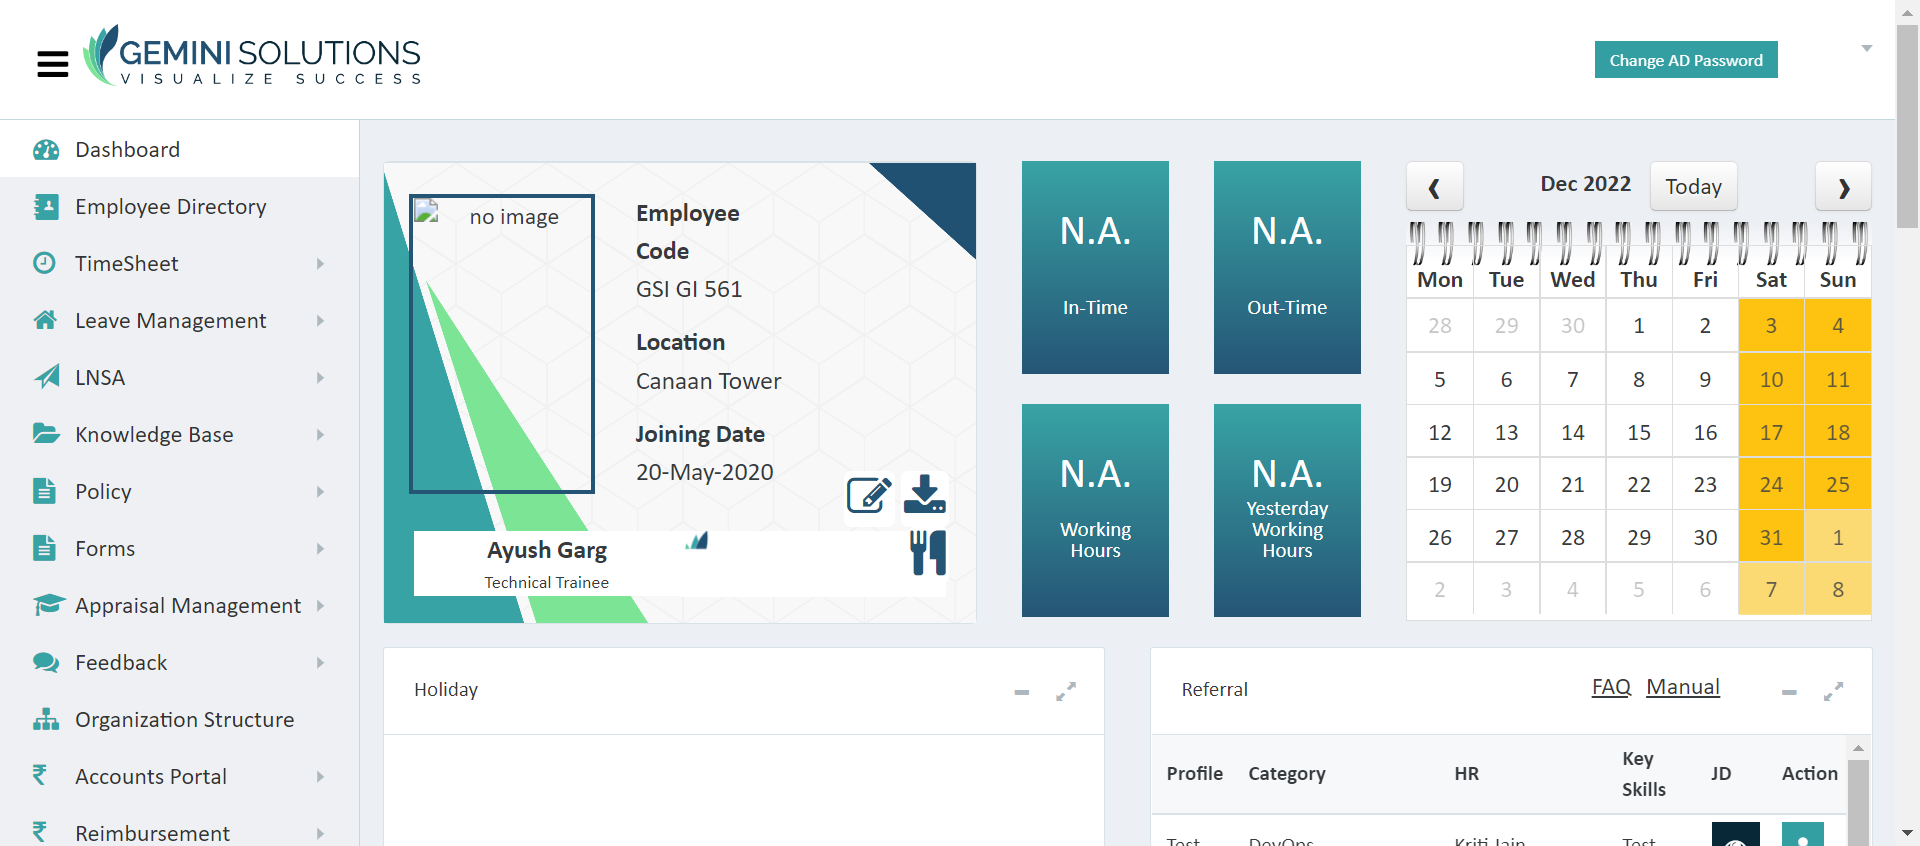 GEMINI SOLUTIONS
VISUALIZE SUCCESS
Change AD Password
Dashboard
Employee Directory
TimeSheet
Leave Management
LNSA
Knowledge Base
Policy
Forms
Appraisal Management
Feedback
Organization Structure
Accounts Portal
Reimbursement
no image
Employee
Code
GSI GI 561
Location
Canaan Tower
Joining Date
20-May-2020
Ayush Garg
Technical Trainee
N.A.
In-Time
N.A.
Out-Time
N.A.
Working
Hours
N.A.
Yesterday
Working
Hours
❮ Dec 2022 Today ❯
Mon Tue Wed Thu Fri Sat Sun
28 29 30 1 2 3 4
5 6 7 8 9 10 11
12 13 14 15 16 17 18
19 20 21 22 23 24 25
26 27 28 29 30 31 1
2 3 4 5 6 7 8
Holiday
Referral FAQ Manual
Profile Category HR Key Skills JD Action
Test DevOps Kriti Jain Test